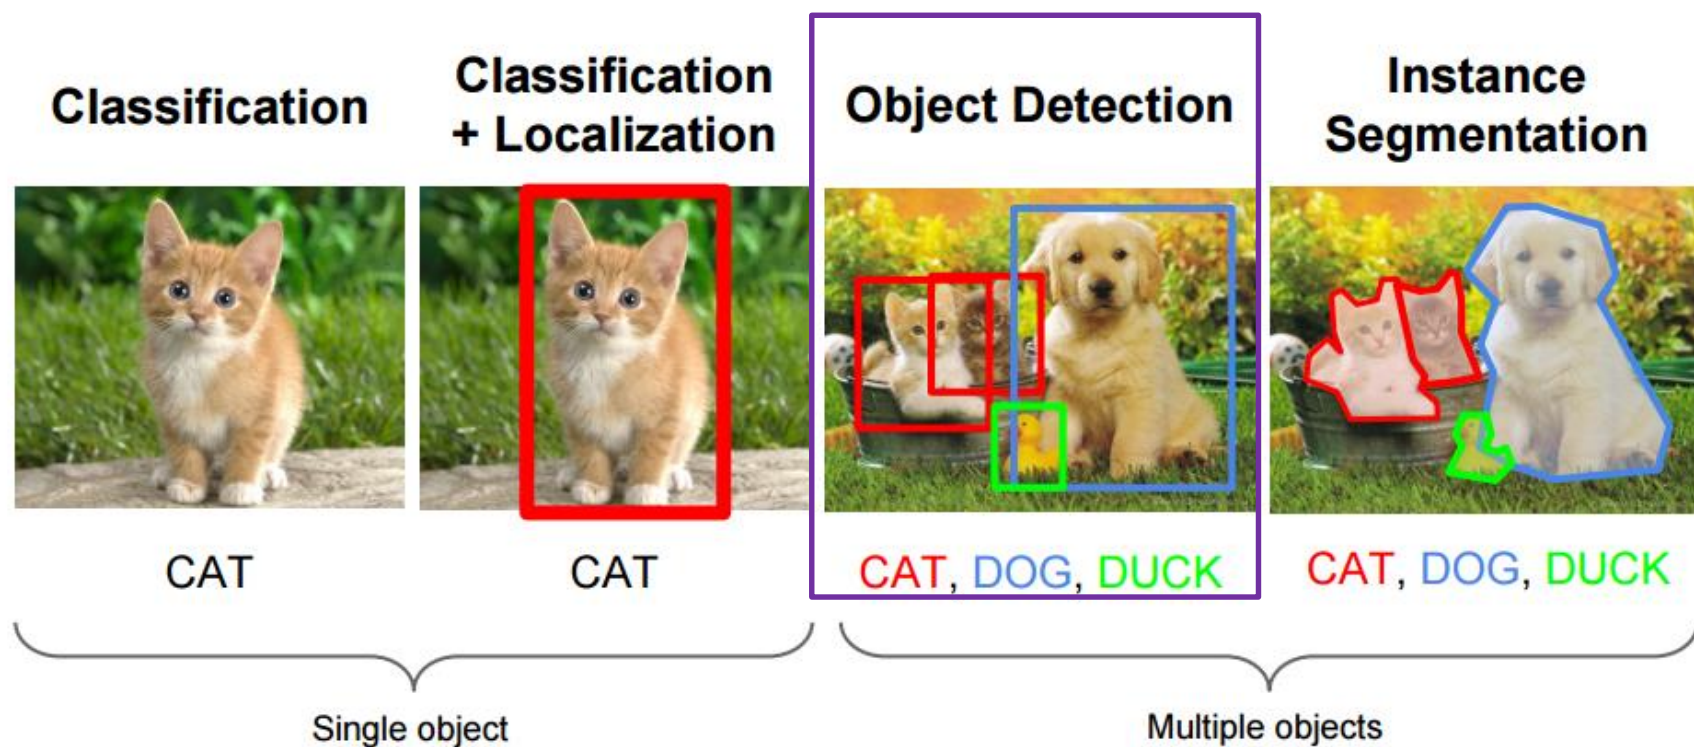 Classification
Classification
+ Localization
Object Detection
Instance
Segmentation
CAT
CAT
CAT, DOG, DUCK
CAT, DOG, DUCK
Single object
Multiple objects